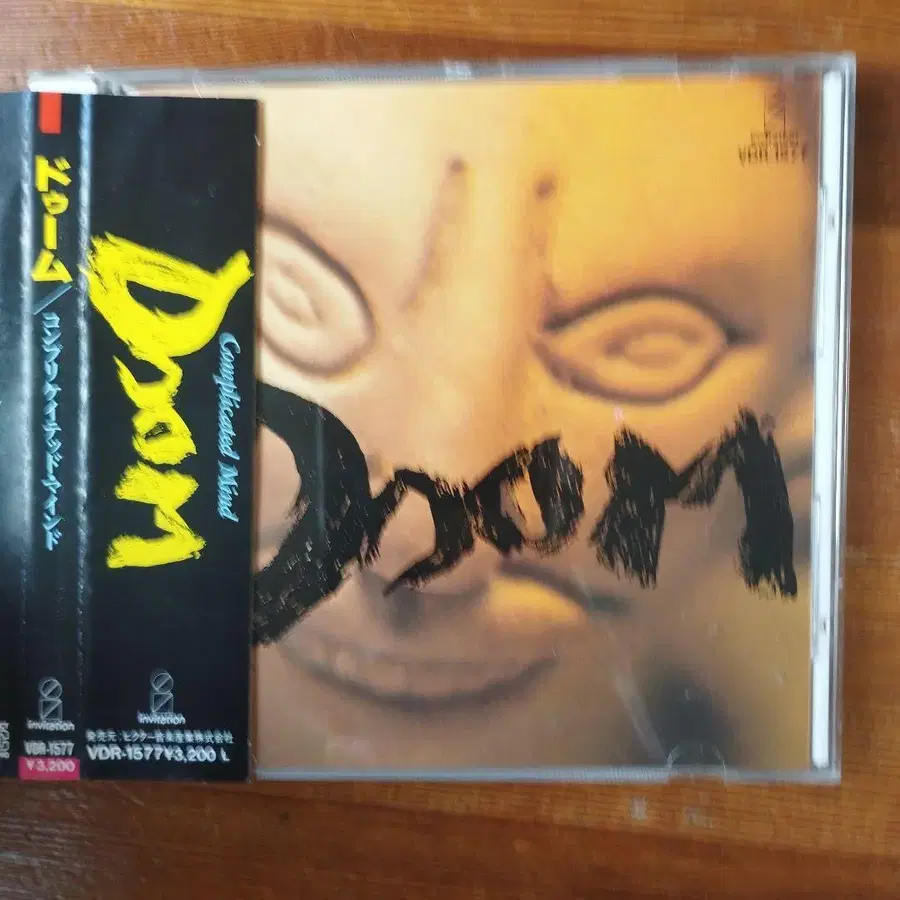 ドゥーム/コンプリケイテッド・マインド
invitation
VDR-1577
¥3,200
DOOM
Complicated Mind
invitation
発売元:ビクター音楽産業株式会社
VDR-1577¥3,200 L
DOOM